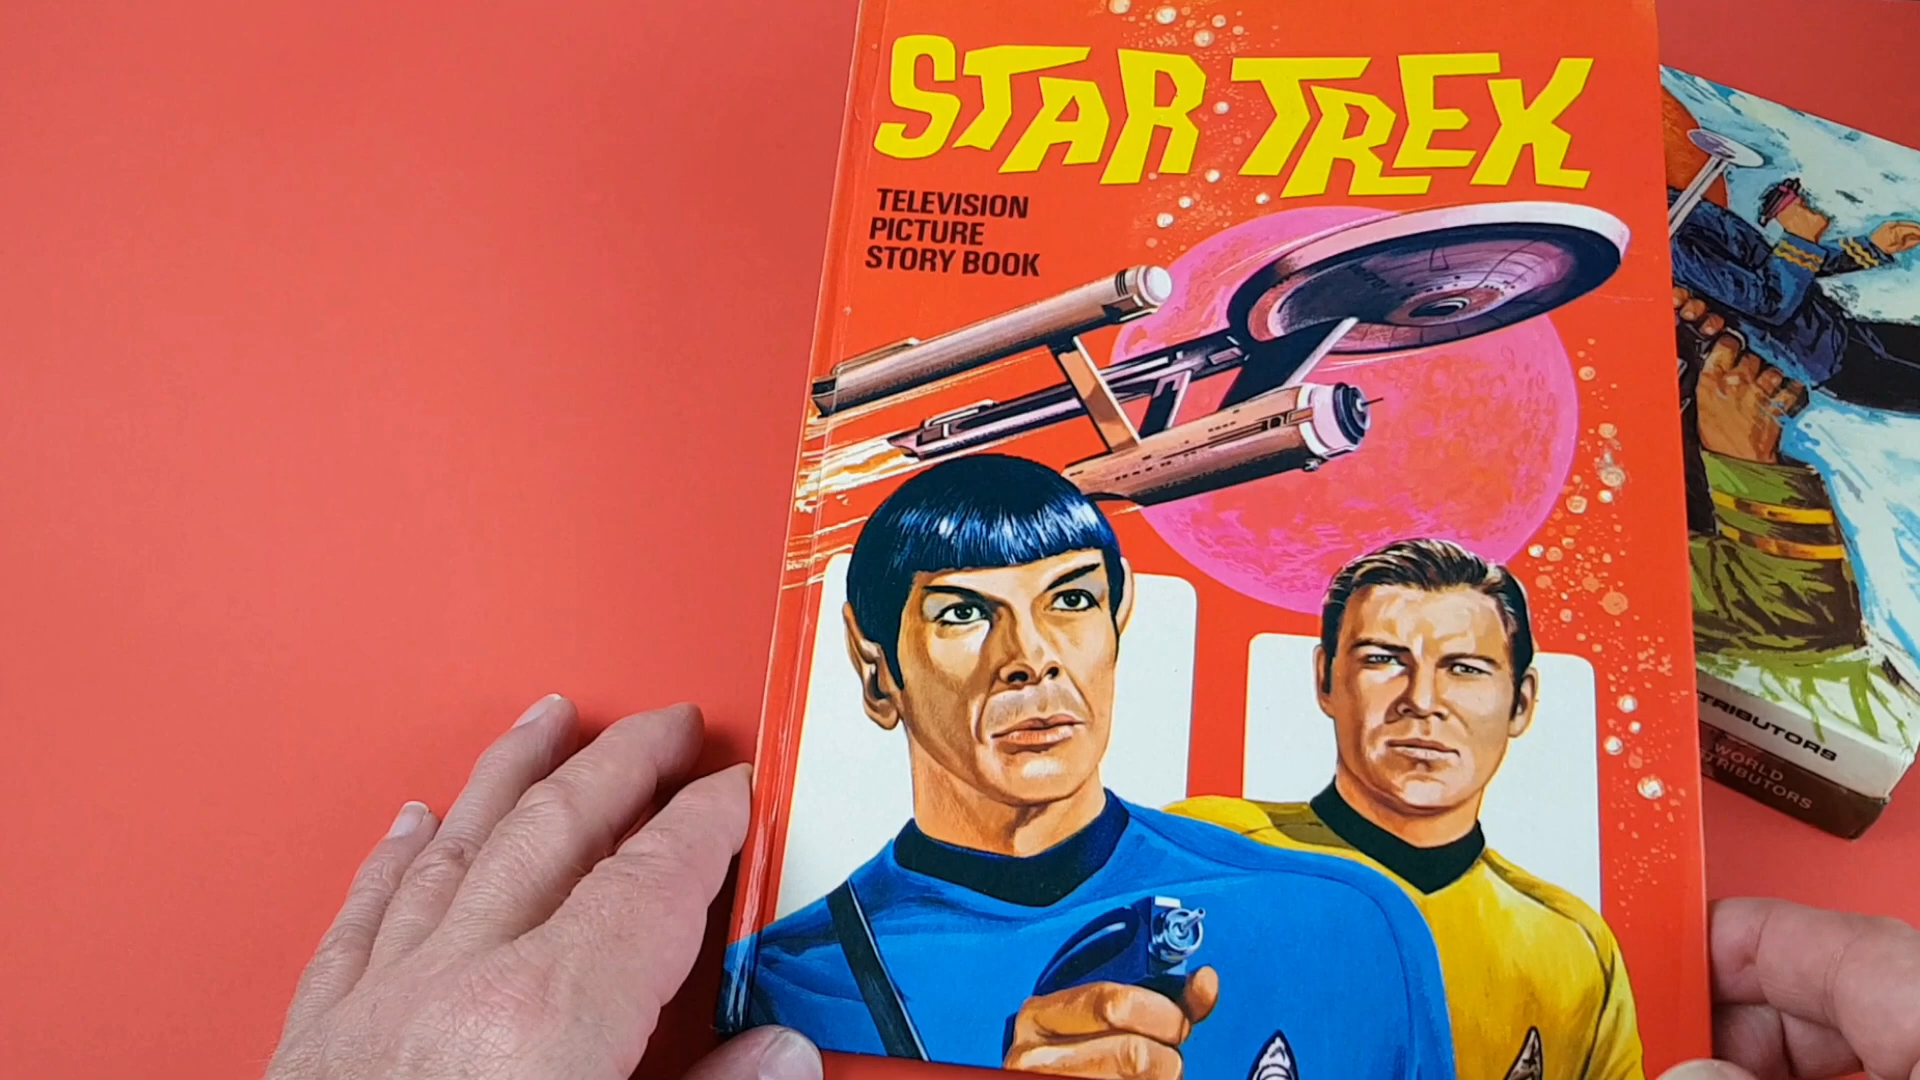 STAR TREK
TELEVISION
PICTURE
STORY BOOK
TRIBUTORS
WORLD
TRIBUTORS